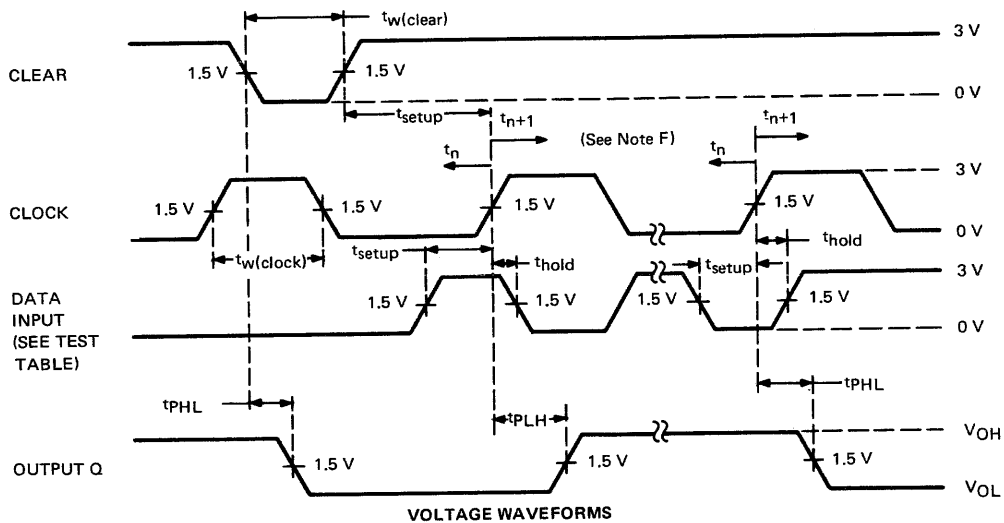 tw(clear)
3 V
CLEAR
1.5 V
1.5 V
0 V
tsetup
tn+1
(See Note F)
tn+1
tn
tn
3 V
CLOCK
1.5 V
1.5 V
1.5 V
1.5 V
0 V
tw(clock)
tsetup
thold
tsetup
thold
3 V
DATA
INPUT
(SEE TEST
TABLE)
1.5 V
1.5 V
1.5 V
1.5 V
0 V
tPHL
tPLH
tPHL
VOH
OUTPUT Q
1.5 V
1.5 V
1.5 V
VOL
VOLTAGE WAVEFORMS